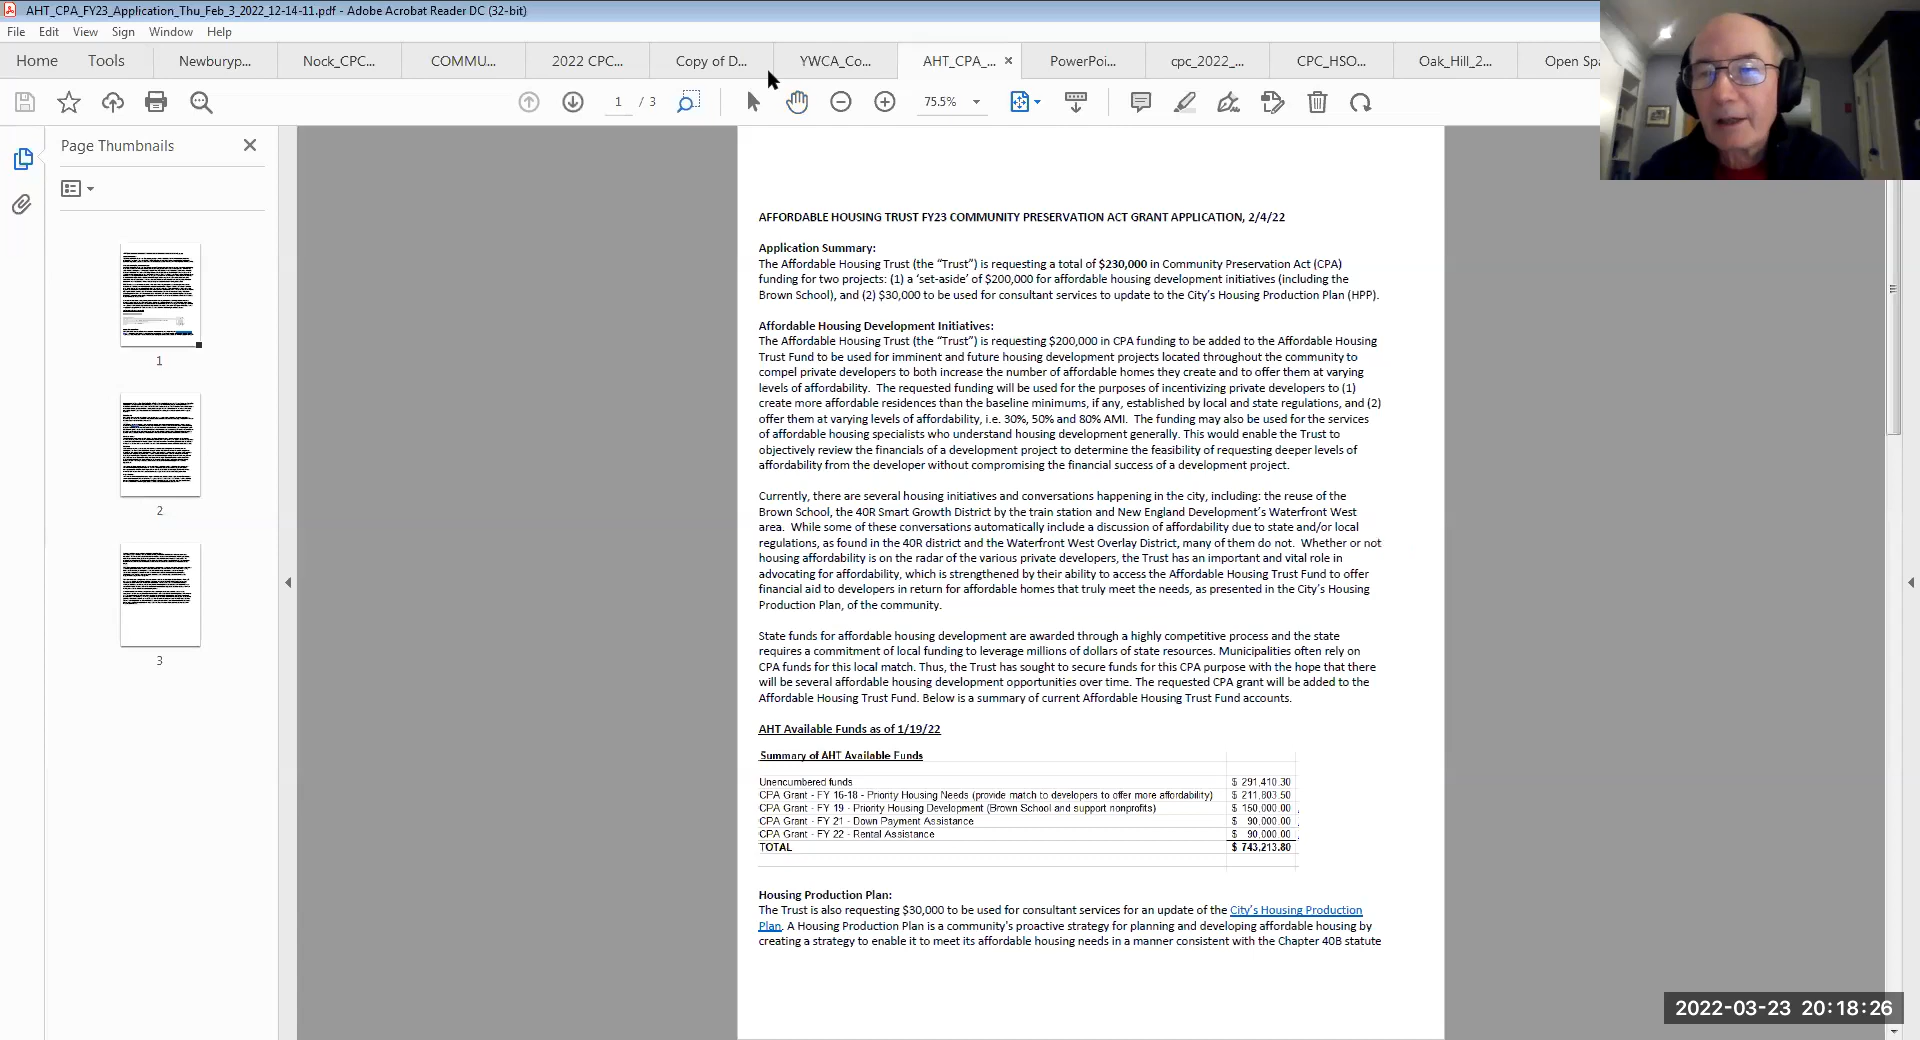 AHT_CPA_FY23_Application_Thu_Feb_3_2022_12-14-11.pdf - Adobe Acrobat Reader DC (32-bit)
File Edit View Sign Window Help
Home Tools Newburyp... Nock_CPC... COMMU... 2022 CPC... Copy of D... YWCA_Co... AHT_CPA_... × PowerPoi... cpc_2022_... CPC_HSO... Oak_Hill_2... Open Spa
1 / 3 75.5%
Page Thumbnails
1
2
3
AFFORDABLE HOUSING TRUST FY23 COMMUNITY PRESERVATION ACT GRANT APPLICATION, 2/4/22
Application Summary:
The Affordable Housing Trust (the “Trust”) is requesting a total of $230,000 in Community Preservation Act (CPA)
funding for two projects: (1) a ‘set-aside’ of $200,000 for affordable housing development initiatives (including the
Brown School), and (2) $30,000 to be used for consultant services to update to the City’s Housing Production Plan (HPP).
Affordable Housing Development Initiatives:
The Affordable Housing Trust (the “Trust”) is requesting $200,000 in CPA funding to be added to the Affordable Housing
Trust Fund to be used for imminent and future housing development projects located throughout the community to
compel private developers to both increase the number of affordable homes they create and to offer them at varying
levels of affordability. The requested funding will be used for the purposes of incentivizing private developers to (1)
create more affordable residences than the baseline minimums, if any, established by local and state regulations, and (2)
offer them at varying levels of affordability, i.e. 30%, 50% and 80% AMI. The funding may also be used for the services
of affordable housing specialists who understand housing development generally. This would enable the Trust to
objectively review the financials of a development project to determine the feasibility of requesting deeper levels of
affordability from the developer without compromising the financial success of a development project.
Currently, there are several housing initiatives and conversations happening in the city, including: the reuse of the
Brown School, the 40R Smart Growth District by the train station and New England Development’s Waterfront West
area. While some of these conversations automatically include a discussion of affordability due to state and/or local
regulations, as found in the 40R district and the Waterfront West Overlay District, many of them do not. Whether or not
housing affordability is on the radar of the various private developers, the Trust has an important and vital role in
advocating for affordability, which is strengthened by their ability to access the Affordable Housing Trust Fund to offer
financial aid to developers in return for affordable homes that truly meet the needs, as presented in the City’s Housing
Production Plan, of the community.
State funds for affordable housing development are awarded through a highly competitive process and the state
requires a commitment of local funding to leverage millions of dollars of state resources. Municipalities often rely on
CPA funds for this local match. Thus, the Trust has sought to secure funds for this CPA purpose with the hope that there
will be several affordable housing development opportunities over time. The requested CPA grant will be added to the
Affordable Housing Trust Fund. Below is a summary of current Affordable Housing Trust Fund accounts.
AHT Available Funds as of 1/19/22
Summary of AHT Available Funds
Unencumbered funds $ 291,410.30
CPA Grant - FY 16-18 - Priority Housing Needs (provide match to developers to offer more affordability) $ 211,803.50
CPA Grant - FY 19 - Priority Housing Development (Brown School and support nonprofits) $ 150,000.00
CPA Grant - FY 21 - Down Payment Assistance $ 90,000.00
CPA Grant - FY 22 - Rental Assistance $ 90,000.00
TOTAL $ 743,213.80
Housing Production Plan:
The Trust is also requesting $30,000 to be used for consultant services for an update of the City’s Housing Production
Plan. A Housing Production Plan is a community's proactive strategy for planning and developing affordable housing by
creating a strategy to enable it to meet its affordable housing needs in a manner consistent with the Chapter 40B statute
2022-03-23 20:18:26